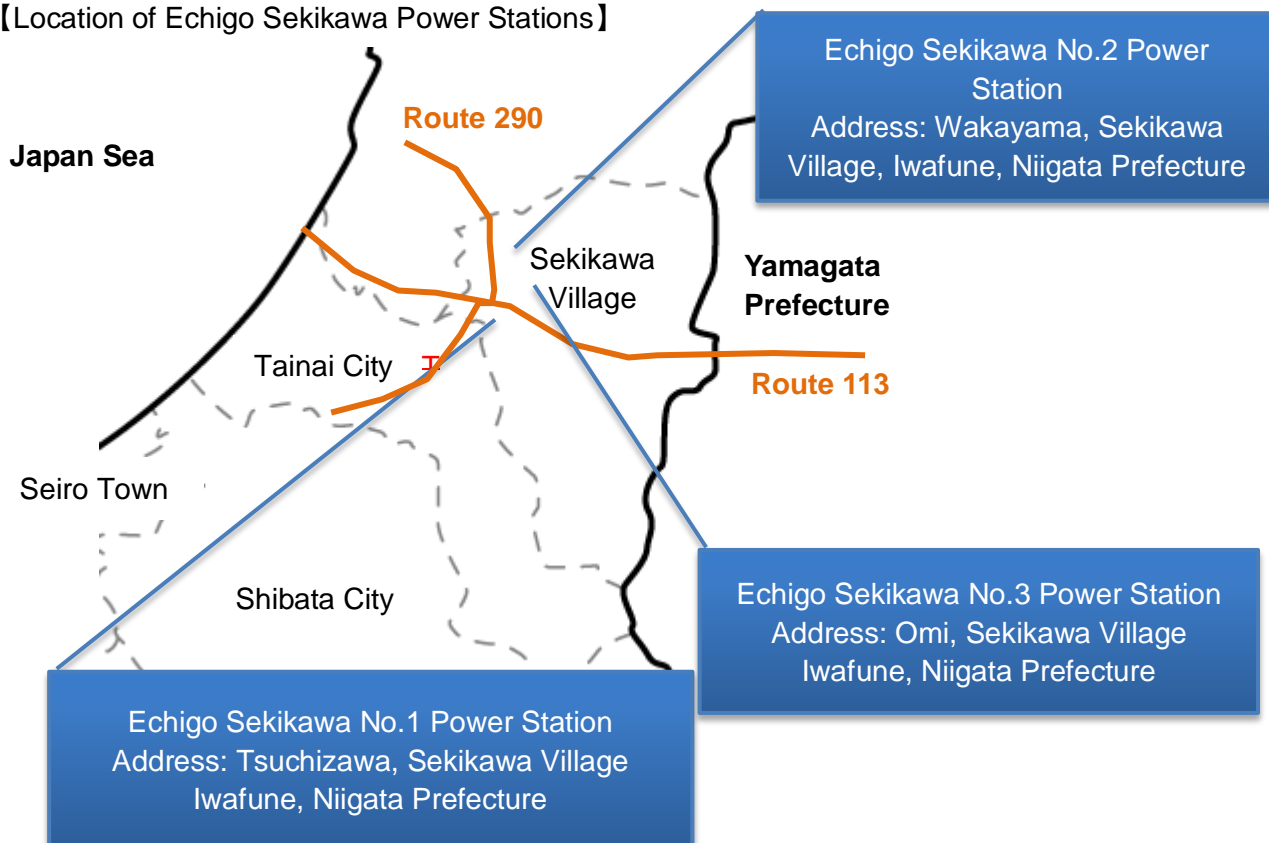 【Location of Echigo Sekikawa Power Stations】
Echigo Sekikawa No.2 Power
Station
Address: Wakayama, Sekikawa
Village, Iwafune, Niigata Prefecture
Route 290
Japan Sea
Sekikawa
Village
Yamagata
Prefecture
Tainai City
Route 113
Seiro Town
Shibata City
Echigo Sekikawa No.3 Power Station
Address: Omi, Sekikawa Village
Iwafune, Niigata Prefecture
Echigo Sekikawa No.1 Power Station
Address: Tsuchizawa, Sekikawa Village
Iwafune, Niigata Prefecture